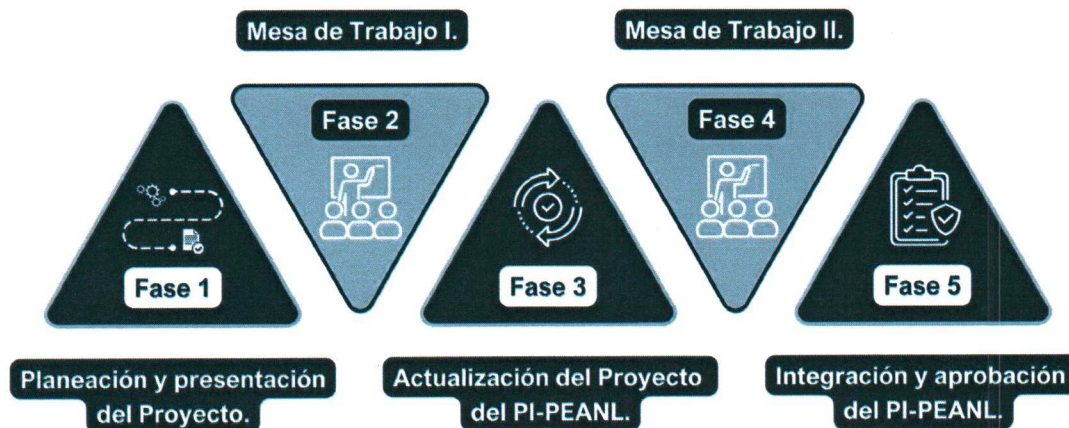 Mesa de Trabajo I.
Mesa de Trabajo II.
Fase 2
Fase 4
Fase 1
Fase 3
Fase 5
Planeación y presentación
del Proyecto.
Actualización del Proyecto
del PI-PEANL.
Integración y aprobación
del PI-PEANL.